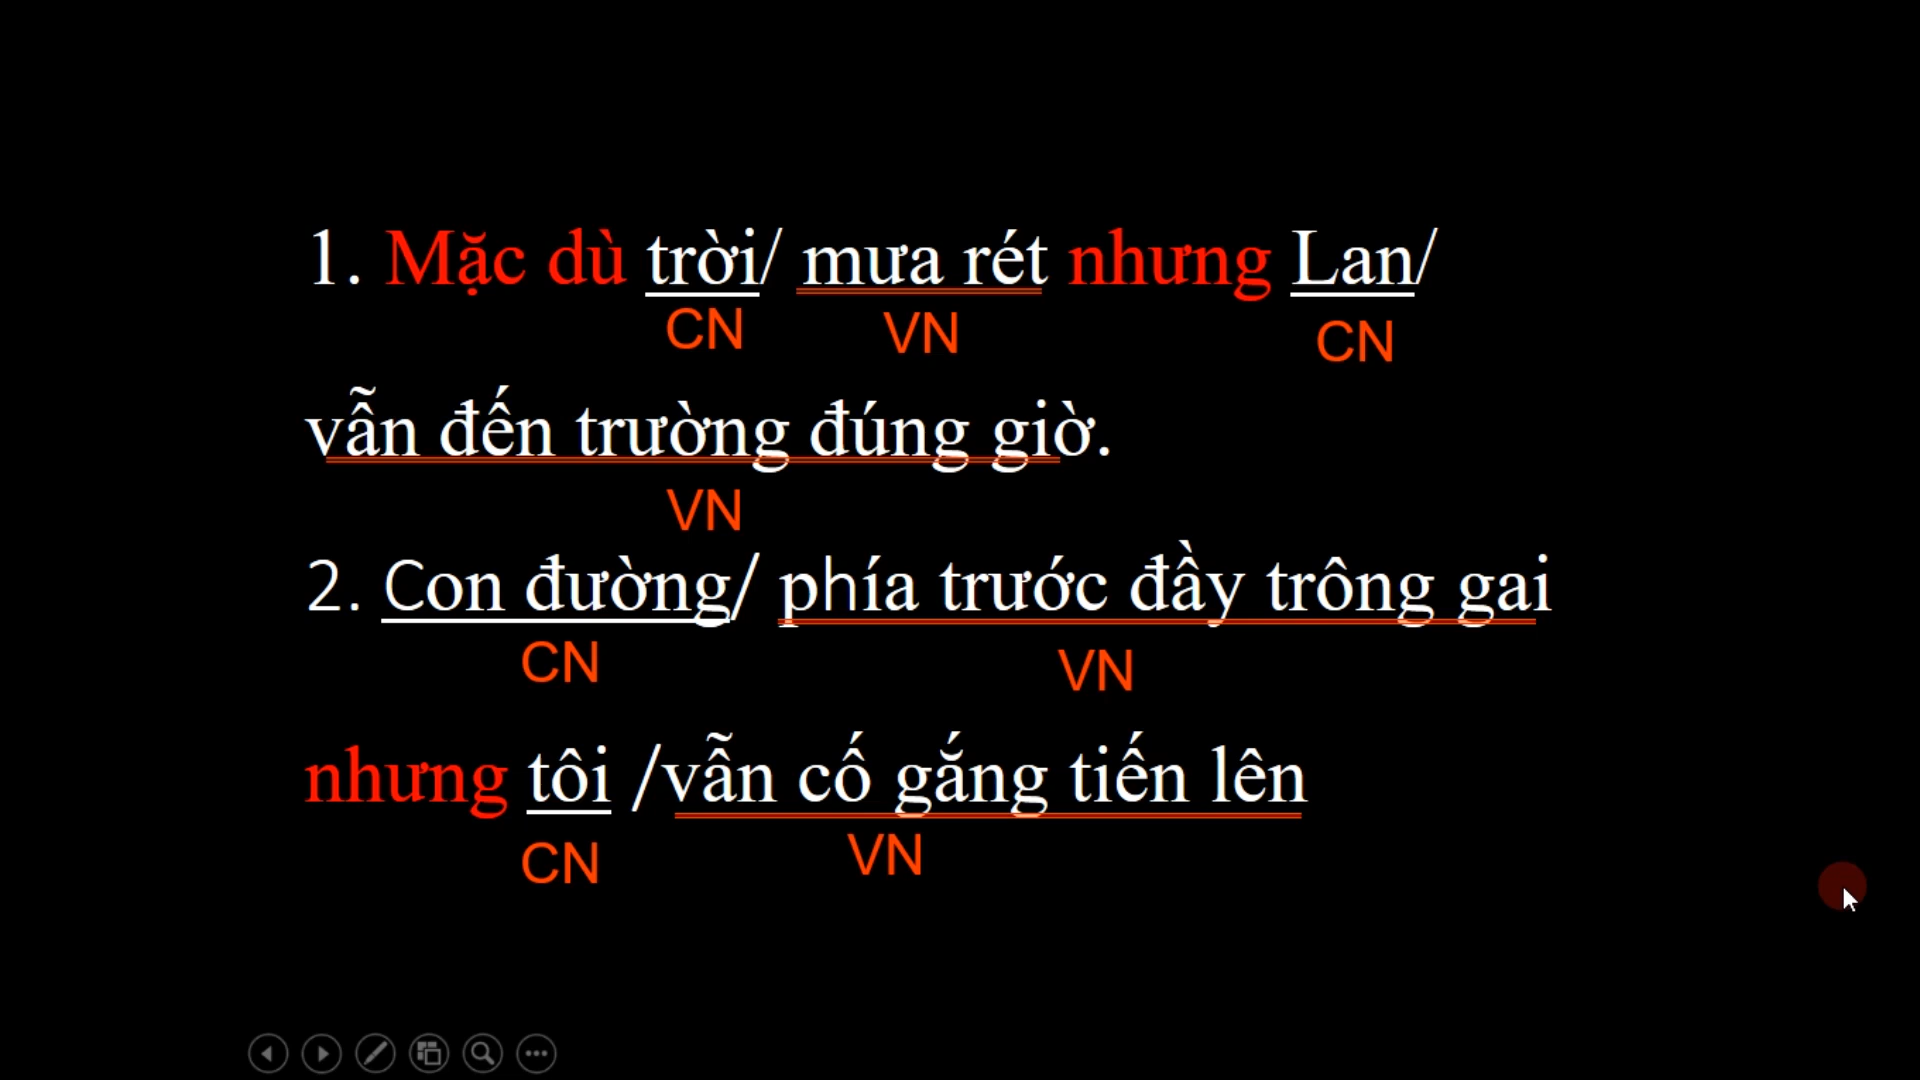 1. Mặc dù trời/ mưa rét nhưng Lan/
CN VN CN
vẫn đến trường đúng giờ.
VN
2. Con đường/ phía trước đầy trông gai
CN VN
nhưng tôi /vẫn cố gắng tiến lên
CN VN